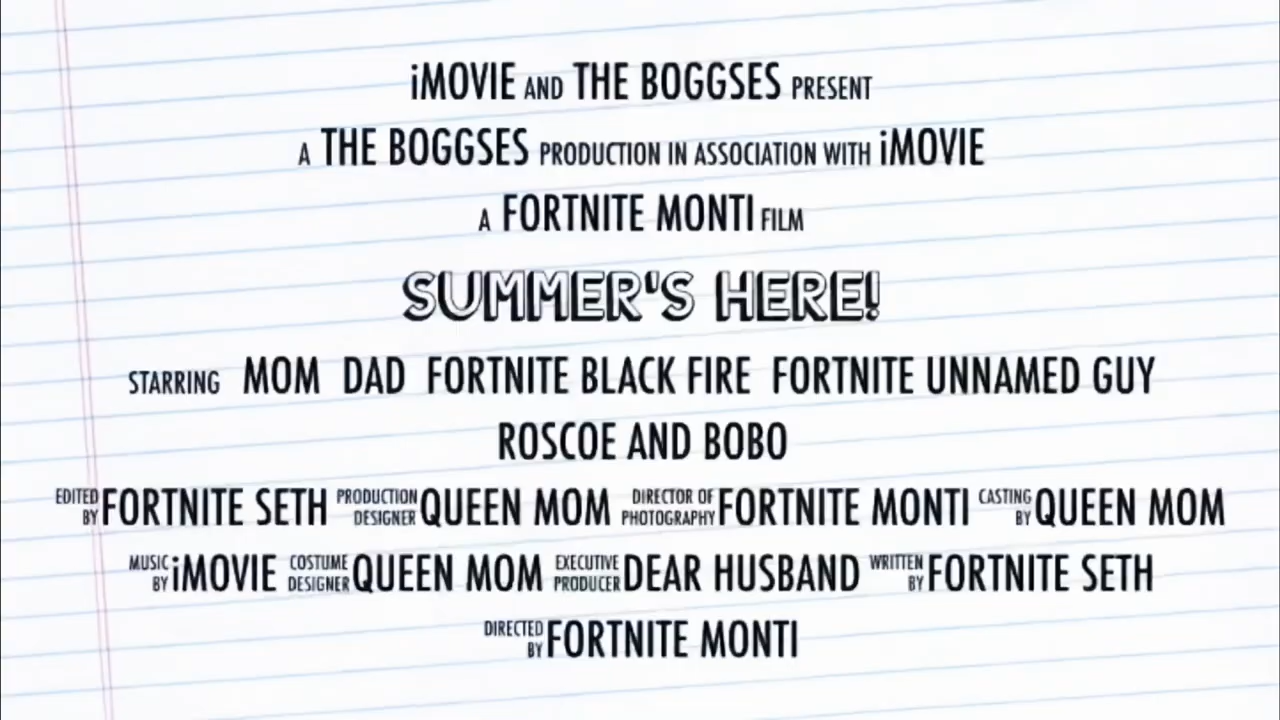 iMOVIE AND THE BOGGSES PRESENT
A THE BOGGSES PRODUCTION IN ASSOCIATION WITH iMOVIE
A FORTNITE MONTI FILM
SUMMER'S HERE!
STARRING MOM DAD FORTNITE BLACK FIRE FORTNITE UNNAMED GUY
ROSCOE AND BOBO
EDITED BY FORTNITE SETH PRODUCTION DESIGNER QUEEN MOM DIRECTOR OF PHOTOGRAPHY FORTNITE MONTI CASTING BY QUEEN MOM
MUSIC BY iMOVIE COSTUME DESIGNER QUEEN MOM EXECUTIVE PRODUCER DEAR HUSBAND WRITTEN BY FORTNITE SETH
DIRECTED BY FORTNITE MONTI